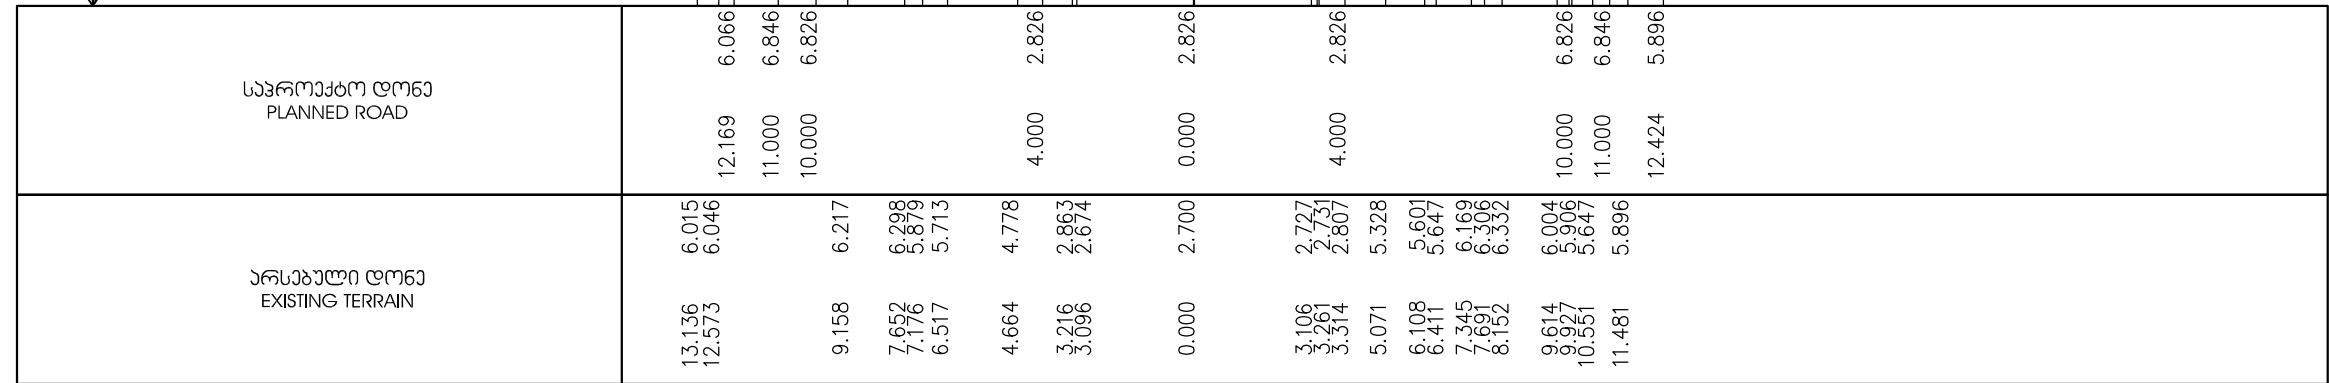 საპროექტო დონე
PLANNED ROAD
6.066 6.846 6.826 2.826 2.826 2.826 6.826 6.846 5.896
12.169 11.000 10.000 4.000 0.000 4.000 10.000 11.000 12.424
არსებული დონე
EXISTING TERRAIN
6.015 6.046 6.217 6.298 5.879 5.713 4.778 2.863 2.674 2.700 2.727 2.731 2.807 5.328 5.601 5.647 6.169 6.306 6.332 6.004 5.906 5.647 5.896
13.136 12.573 9.158 7.652 7.176 6.517 4.664 3.216 3.096 0.000 3.106 3.261 3.314 5.071 6.108 6.411 7.345 7.691 8.152 9.614 9.927 10.551 11.481